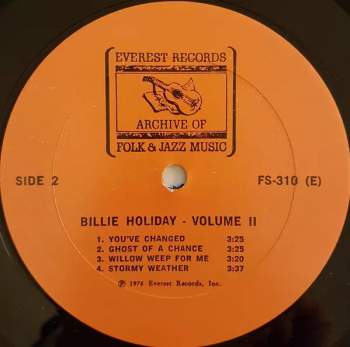 EVEREST RECORDS
ARCHIVE OF
FOLK & JAZZ MUSIC
SIDE 2
FS-310 (E)
BILLIE HOLIDAY - VOLUME II
1. YOU'VE CHANGED 3:25
2. GHOST OF A CHANCE 3:25
3. WILLOW WEEP FOR ME 3:20
4. STORMY WEATHER 3:37
Ⓟ 1976 Everest Records, Inc.